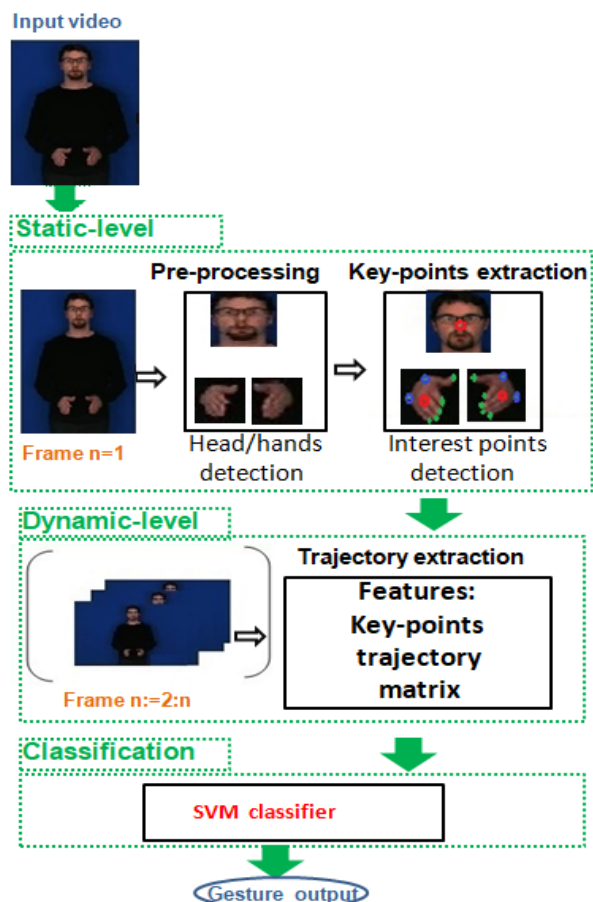 Input video
Static-level
Pre-processing
Key-points extraction
Frame n=1
Head/hands
detection
Interest points
detection
Dynamic-level
Trajectory extraction
Features:
Key-points
trajectory
matrix
Frame n:=2:n
Classification
SVM classifier
Gesture output